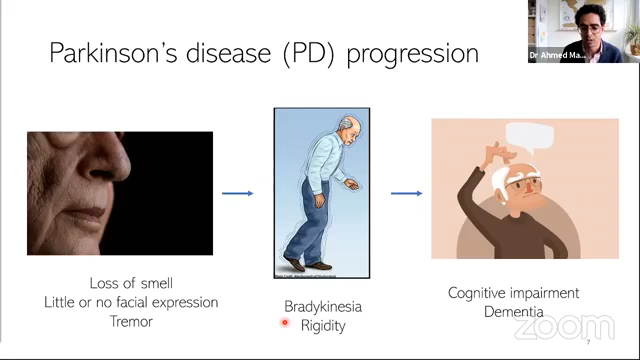 Parkinson's disease (PD) progression
Dr Ahmed Ma...
Loss of smell
Little or no facial expression
Tremor
Bradykinesia
Rigidity
Cognitive impairment
Dementia
zoom
7